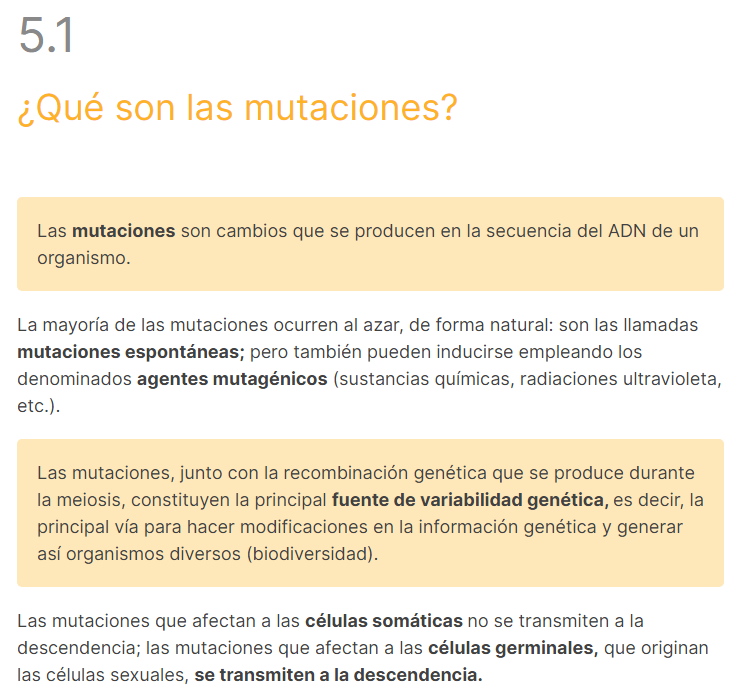 5.1
¿Qué son las mutaciones?
Las mutaciones son cambios que se producen en la secuencia del ADN de un
organismo.
La mayoría de las mutaciones ocurren al azar, de forma natural: son las llamadas
mutaciones espontáneas; pero también pueden inducirse empleando los
denominados agentes mutagénicos (sustancias químicas, radiaciones ultravioleta,
etc.).
Las mutaciones, junto con la recombinación genética que se produce durante
la meiosis, constituyen la principal fuente de variabilidad genética, es decir, la
principal vía para hacer modificaciones en la información genética y generar
así organismos diversos (biodiversidad).
Las mutaciones que afectan a las células somáticas no se transmiten a la
descendencia; las mutaciones que afectan a las células germinales, que originan
las células sexuales, se transmiten a la descendencia.